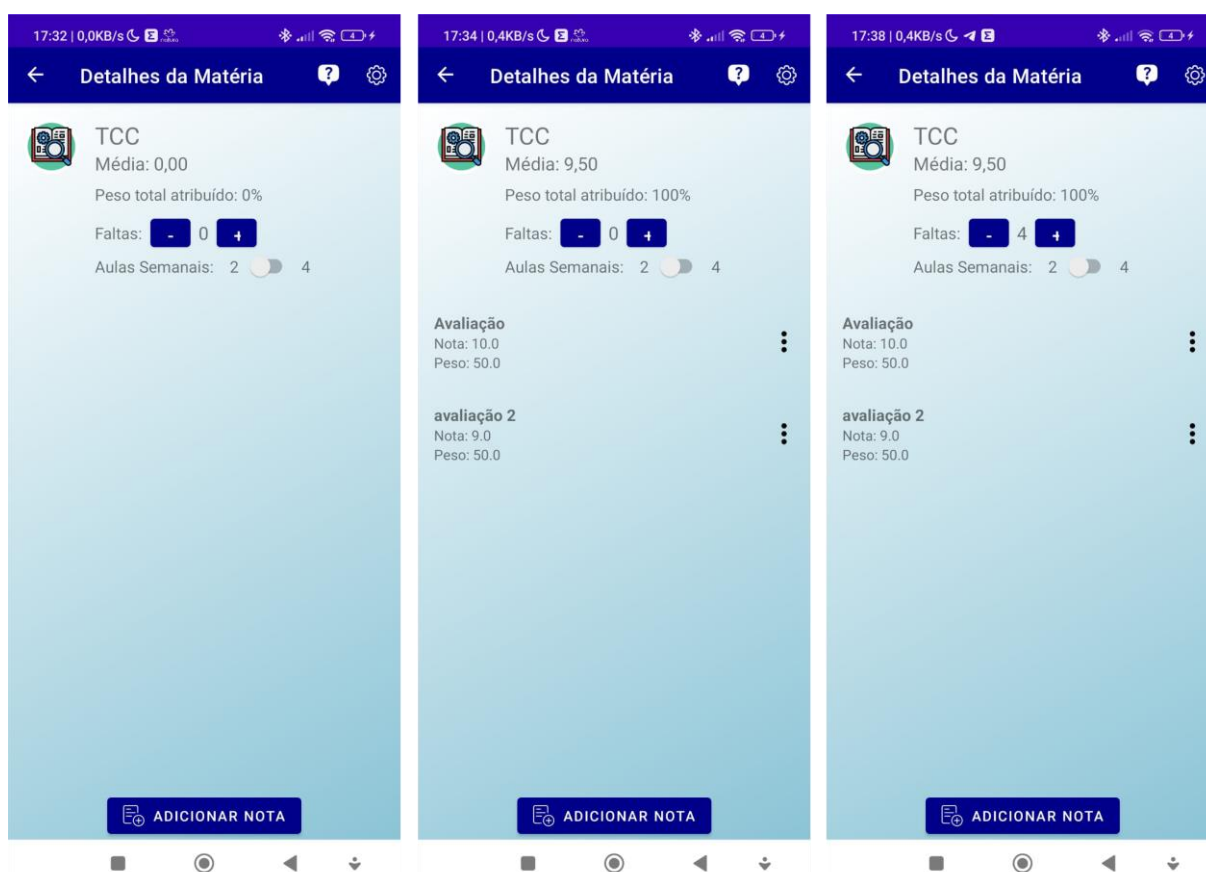 17:32 | 0,0KB/s
4
Detalhes da Matéria
?
TCC
Média: 0,00
Peso total atribuído: 0%
Faltas: - 0 +
Aulas Semanais: 2 4
ADICIONAR NOTA
17:34 | 0,4KB/s
4
Detalhes da Matéria
?
TCC
Média: 9,50
Peso total atribuído: 100%
Faltas: - 0 +
Aulas Semanais: 2 4
Avaliação
Nota: 10.0
Peso: 50.0
avaliação 2
Nota: 9.0
Peso: 50.0
ADICIONAR NOTA
17:38 | 0,4KB/s
4
Detalhes da Matéria
?
TCC
Média: 9,50
Peso total atribuído: 100%
Faltas: - 4 +
Aulas Semanais: 2 4
Avaliação
Nota: 10.0
Peso: 50.0
avaliação 2
Nota: 9.0
Peso: 50.0
ADICIONAR NOTA